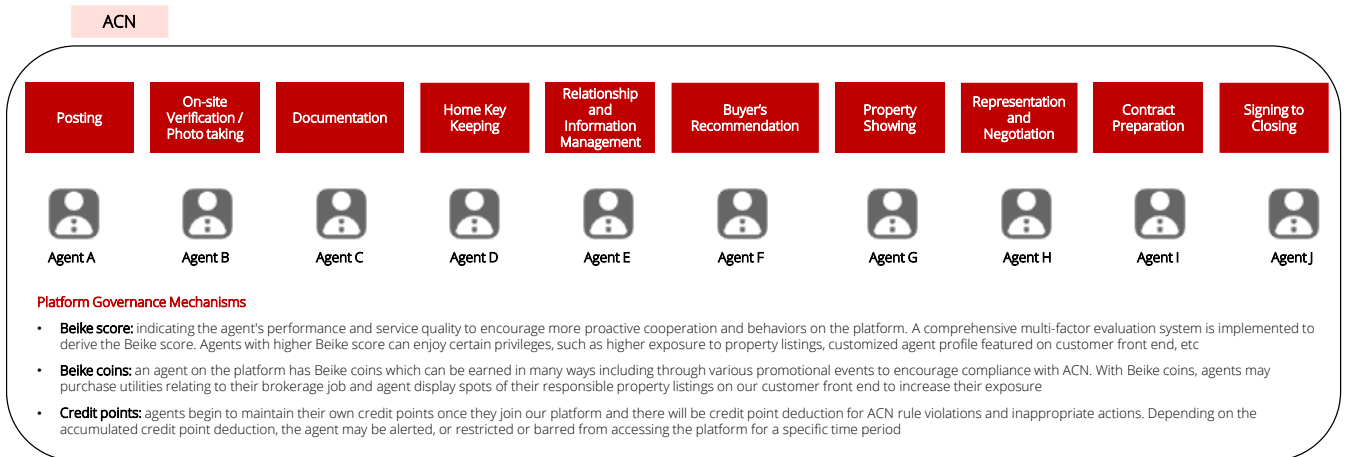 ACN
Posting
On-site
Verification /
Photo taking
Documentation
Home Key
Keeping
Relationship
and
Information
Management
Buyer's
Recommendation
Property
Showing
Representation
and
Negotiation
Contract
Preparation
Signing to
Closing
Agent A
Agent B
Agent C
Agent D
Agent E
Agent F
Agent G
Agent H
Agent I
Agent J
Platform Governance Mechanisms
• Beike score: indicating the agent's performance and service quality to encourage more proactive cooperation and behaviors on the platform. A comprehensive multi-factor evaluation system is implemented to
derive the Beike score. Agents with higher Beike score can enjoy certain privileges, such as higher exposure to property listings, customized agent profile featured on customer front end, etc
• Beike coins: an agent on the platform has Beike coins which can be earned in many ways including through various promotional events to encourage compliance with ACN. With Beike coins, agents may
purchase utilities relating to their brokerage job and agent display spots of their responsible property listings on our customer front end to increase their exposure
• Credit points: agents begin to maintain their own credit points once they join our platform and there will be credit point deduction for ACN rule violations and inappropriate actions. Depending on the
accumulated credit point deduction, the agent may be alerted, or restricted or barred from accessing the platform for a specific time period